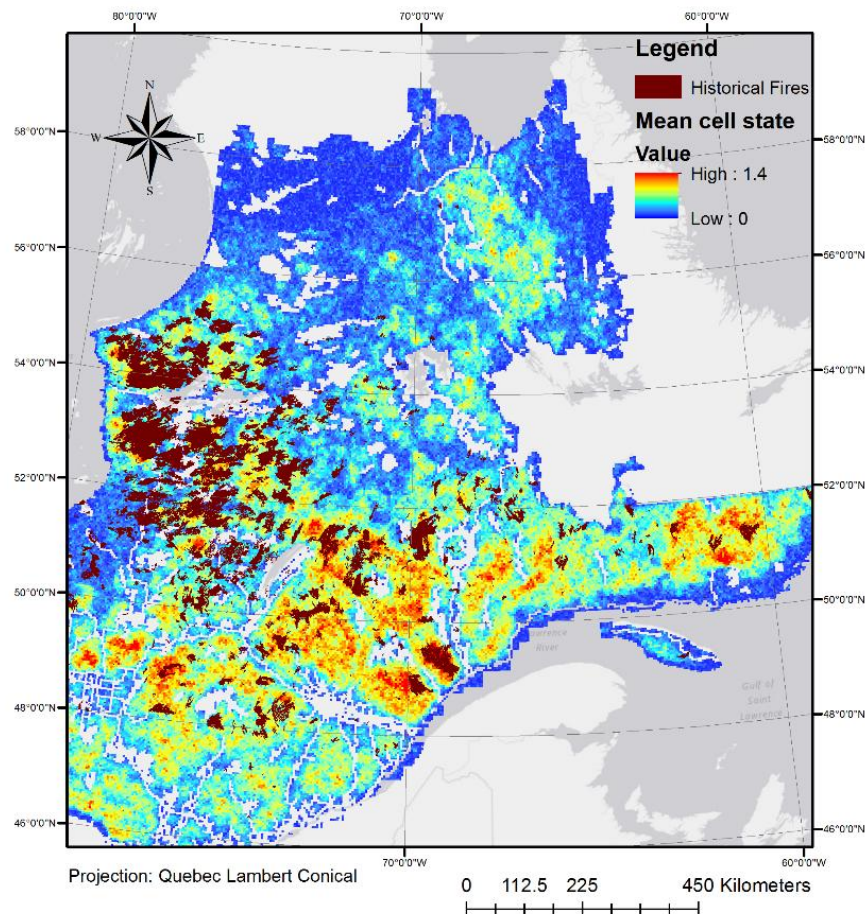 80°0'0"W 70°0'0"W 60°0'0"W
Legend
Historical Fires
Mean cell state
Value
High : 1.4
Low : 0
N
W E
S
58°0'0"N 58°0'0"N
56°0'0"N 56°0'0"N
54°0'0"N 54°0'0"N
52°0'0"N 52°0'0"N
50°0'0"N 50°0'0"N
48°0'0"N 48°0'0"N
46°0'0"N 46°0'0"N
River
Gulf of
Saint
Lawrence
70°0'0"W 60°0'0"W
Projection: Quebec Lambert Conical
0 112.5 225 450 Kilometers